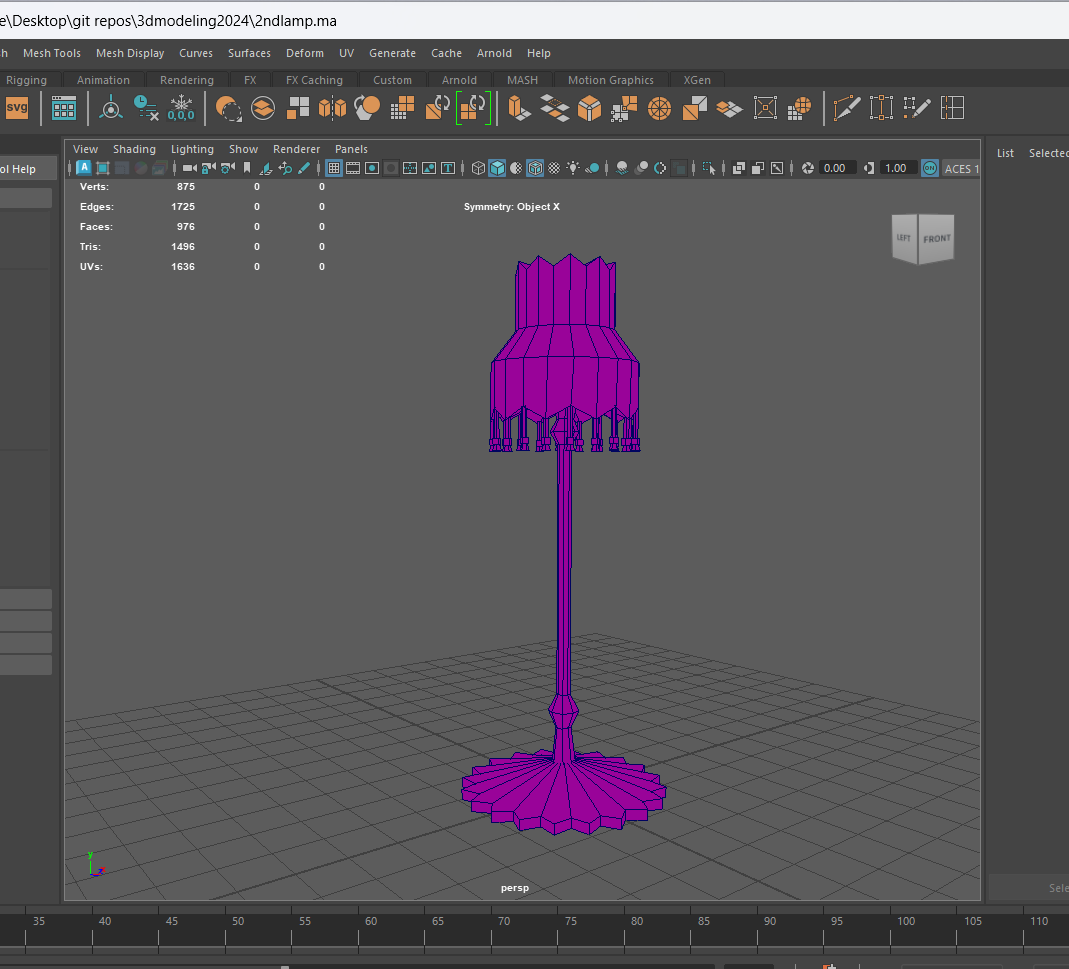 e\Desktop\git repos\3dmodeling2024\2ndlamp.ma
h Mesh Tools Mesh Display Curves Surfaces Deform UV Generate Cache Arnold Help
Rigging Animation Rendering FX FX Caching Custom Arnold MASH Motion Graphics XGen
svg 0,0,0
View Shading Lighting Show Renderer Panels
List Selected
ol Help
A T 0.00 1.00 ON ACES 1
Verts: 875 0 0
Edges: 1725 0 0
Symmetry: Object X
Faces: 976 0 0
Tris: 1496 0 0
UVs: 1636 0 0
LEFT FRONT
y
persp
Sele
35 40 45 50 55 60 65 70 75 80 85 90 95 100 105 110